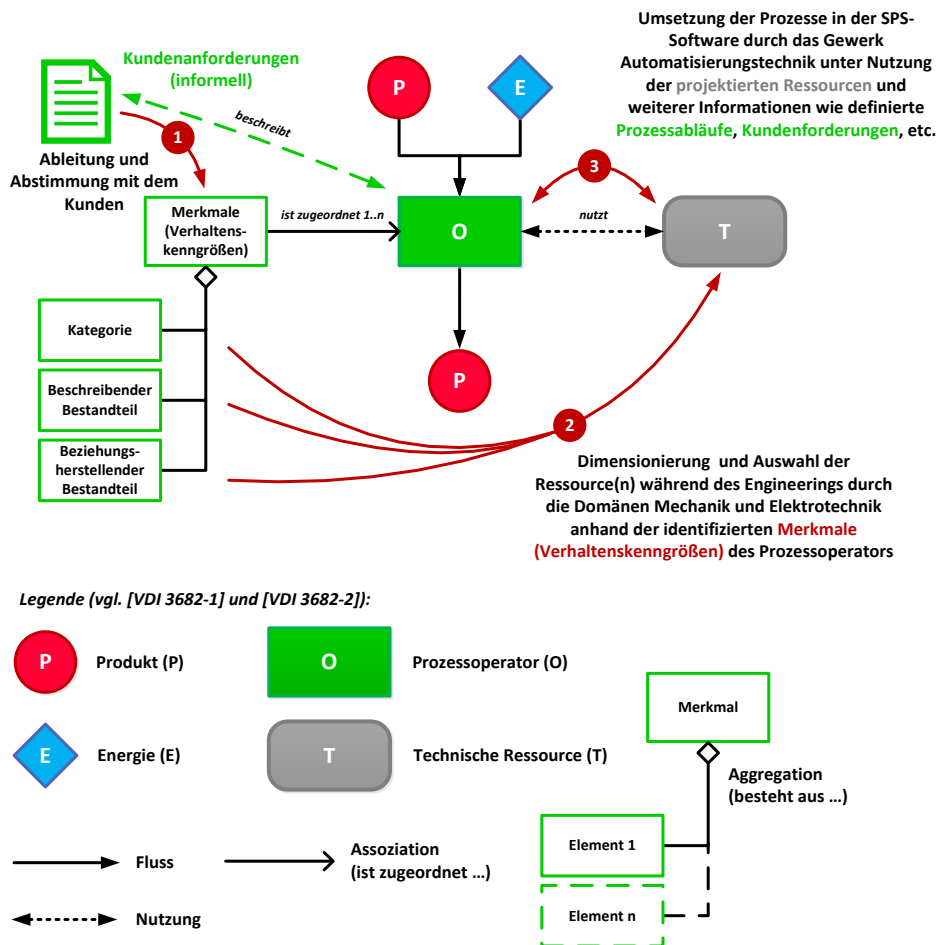 Kundenanforderungen
(informell)
Umsetzung der Prozesse in der SPS-
Software durch das Gewerk
Automatisierungstechnik unter Nutzung
der projektierten Ressourcen und
weiterer Informationen wie definierte
Prozessabläufe, Kundenforderungen, etc.
P
E
beschreibt
1
Ableitung und
Abstimmung mit dem
Kunden
3
Merkmale
(Verhaltens-
kenngrößen)
ist zugeordnet 1..n
O
nutzt
T
Kategorie
Beschreibender
Bestandteil
Beziehungs-
herstellender
Bestandteil
P
2
Dimensionierung und Auswahl der
Ressource(n) während des Engineerings durch
die Domänen Mechanik und Elektrotechnik
anhand der identifizierten Merkmale
(Verhaltenskenngrößen) des Prozessoperators
Legende (vgl. [VDI 3682-1] und [VDI 3682-2]):
P
Produkt (P)
O
Prozessoperator (O)
E
Energie (E)
T
Technische Ressource (T)
Merkmal
Aggregation
(besteht aus …)
Element 1
Element n
Fluss
Assoziation
(ist zugeordnet …)
Nutzung